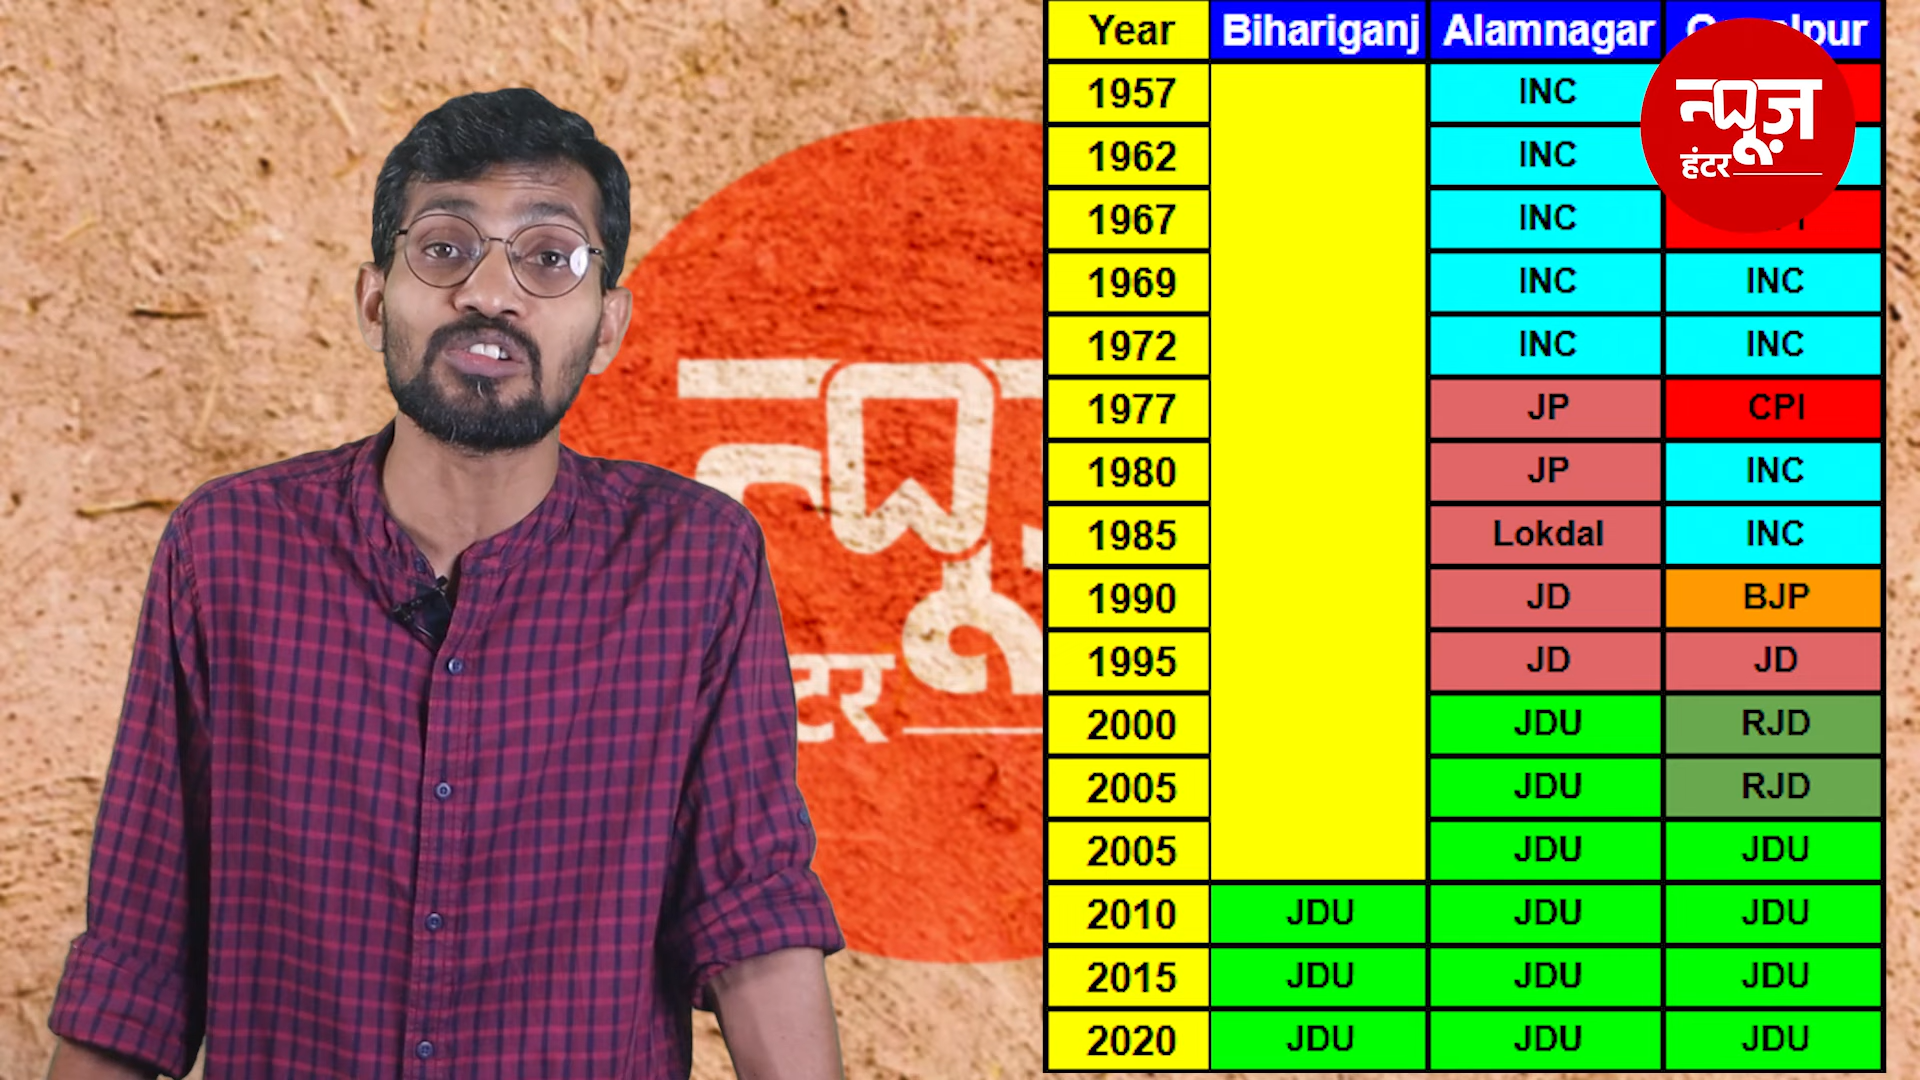 Year Bihariganj Alamnagar
1957 INC
1962 INC
1967 INC
1969 INC INC
1972 INC INC
1977 JP CPI
1980 JP INC
1985 Lokdal INC
1990 JD BJP
1995 JD JD
2000 JDU RJD
2005 JDU RJD
2005 JDU JDU
2010 JDU JDU JDU
2015 JDU JDU JDU
2020 JDU JDU JDU
न्यूज़
हंटर